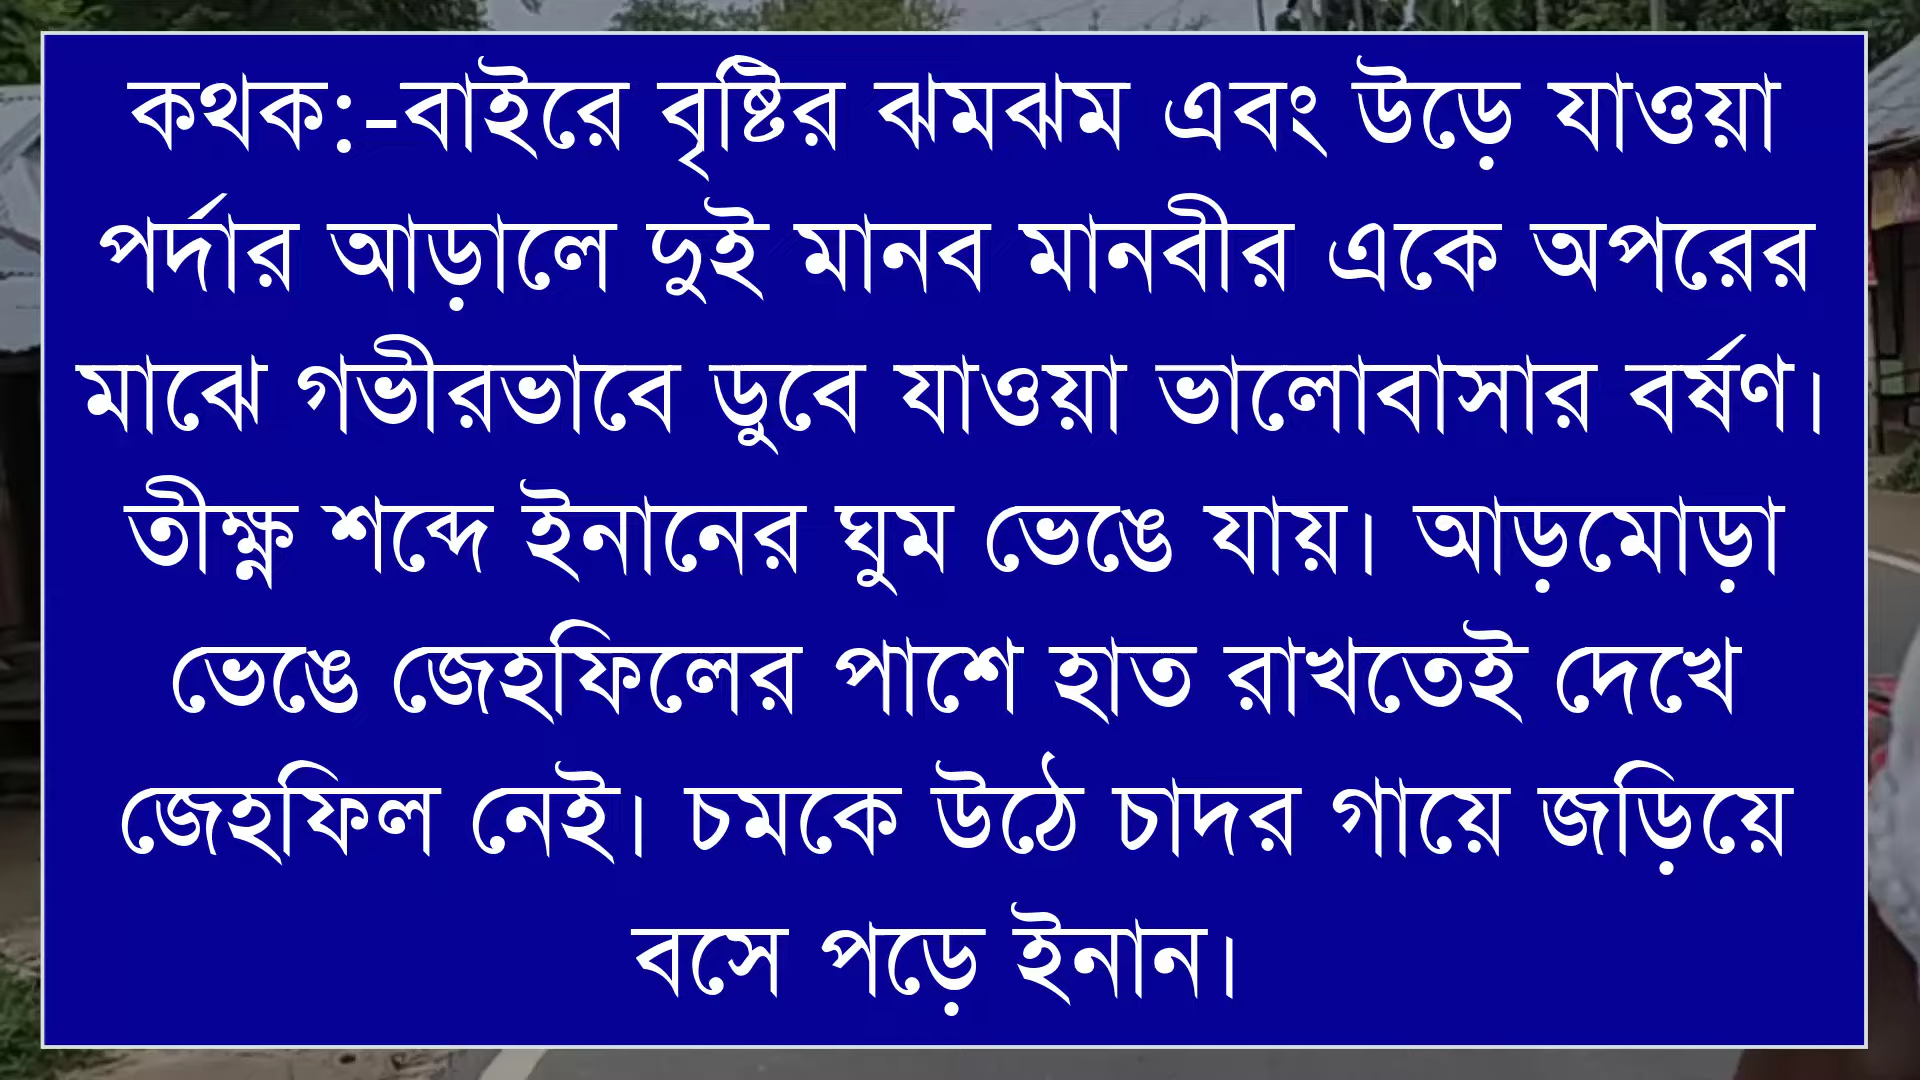 কথক:-বাইরে বৃষ্টির ঝমঝম এবং উড়ে যাওয়া
পর্দার আড়ালে দুই মানব মানবীর একে অপরের
মাঝে গভীরভাবে ডুবে যাওয়া ভালোবাসার বর্ষণ।
তীক্ষ্ণ শব্দে ইনানের ঘুম ভেঙে যায়। আড়মোড়া
ভেঙে জেহফিলের পাশে হাত রাখতেই দেখে
জেহফিল নেই। চমকে উঠে চাদর গায়ে জড়িয়ে
বসে পড়ে ইনান।